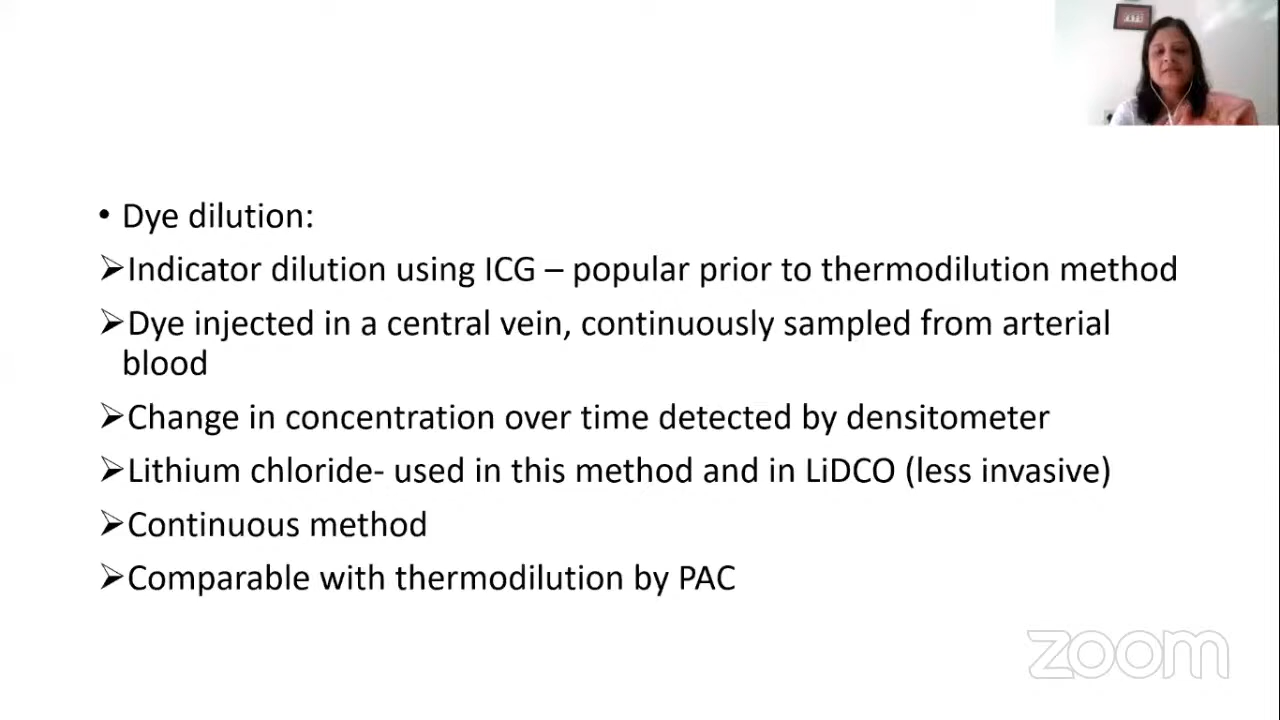 • Dye dilution:
➢Indicator dilution using ICG – popular prior to thermodilution method
➢Dye injected in a central vein, continuously sampled from arterial
blood
➢Change in concentration over time detected by densitometer
➢Lithium chloride- used in this method and in LiDCO (less invasive)
➢Continuous method
➢Comparable with thermodilution by PAC
zoom